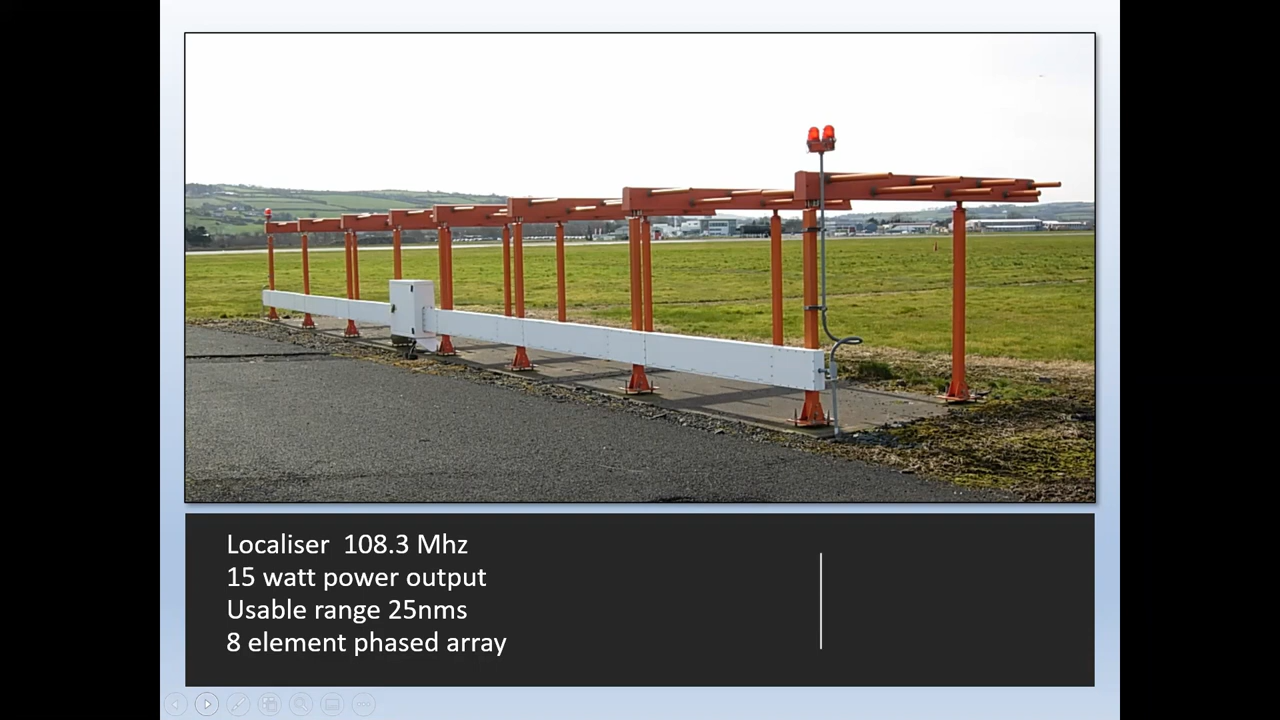 Localiser  108.3 Mhz
15 watt power output
Usable range 25nms
8 element phased array